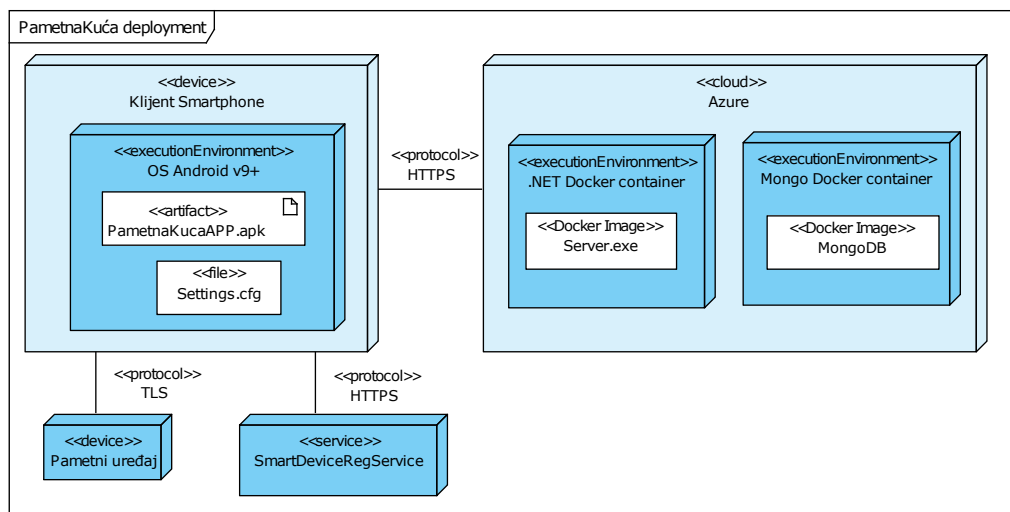 PametnaKuća deployment
<<device>>
Klijent Smartphone
<<executionEnvironment>>
OS Android v9+
<<artifact>>
PametnaKucaAPP.apk
<<file>>
Settings.cfg
<<protocol>>
HTTPS
<<cloud>>
Azure
<<executionEnvironment>>
.NET Docker container
<<Docker Image>>
Server.exe
<<executionEnvironment>>
Mongo Docker container
<<Docker Image>>
MongoDB
<<protocol>>
TLS
<<protocol>>
HTTPS
<<device>>
Pametni uređaj
<<service>>
SmartDeviceRegService